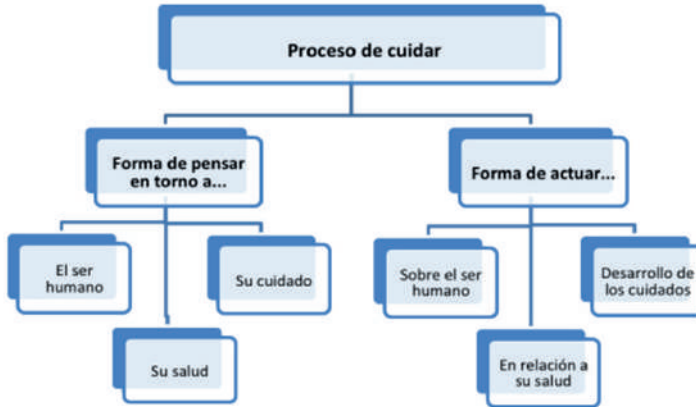 Proceso de cuidar
Forma de pensar
en torno a...
Forma de actuar...
El ser
humano
Su cuidado
Su salud
Sobre el ser
humano
Desarrollo de
los cuidados
En relación a
su salud